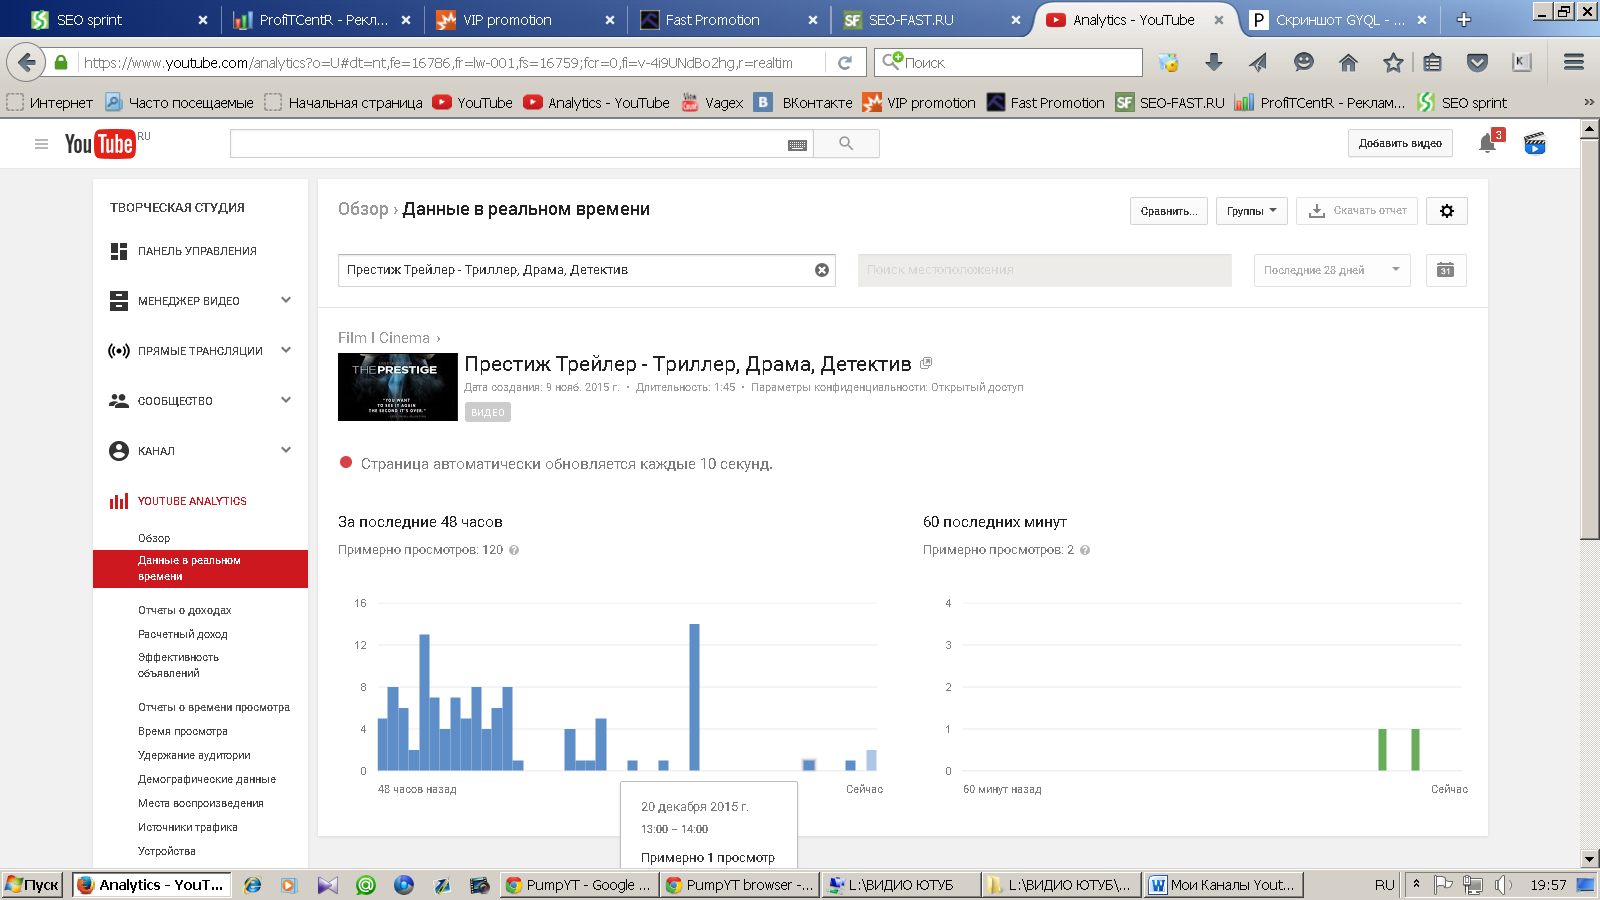 SEO sprint
ProfiTCentR - Рекл...
VIP promotion
Fast Promotion
SF SEO-FAST.RU
Analytics - YouTube
P Скриншот GYQL - ...
https://www.youtube.com/analytics?o=U#dt=nt,fe=16786,fr=lw-001,fs=16759;fcr=0,fi=v-4i9UNdBo2hg,r=realtim
Поиск
K
Интернет
Часто посещаемые
Начальная страница
YouTube
Analytics - YouTube
Vagex
B ВКонтакте
VIP promotion
Fast Promotion
SF SEO-FAST.RU
ProfiTCentR - Реклам...
SEO sprint
»
YouTube RU
Добавить видео
3
ТВОРЧЕСКАЯ СТУДИЯ
ПАНЕЛЬ УПРАВЛЕНИЯ
МЕНЕДЖЕР ВИДЕО
ПРЯМЫЕ ТРАНСЛЯЦИИ
СООБЩЕСТВО
КАНАЛ
YOUTUBE ANALYTICS
Обзор
Данные в реальном
времени
Отчеты о доходах
Расчетный доход
Эффективность
объявлений
Отчеты о времени просмотра
Время просмотра
Удержание аудитории
Демографические данные
Места воспроизведения
Источники трафика
Устройства
Обзор › Данные в реальном времени
Сравнить...
Группы
Скачать отчет
Престиж Трейлер - Триллер, Драма, Детектив
Поиск местоположения
Последние 28 дней
31
Film I Cinema ›
THE PRESTIGE
"YOU WANT
TO SEE IT AGAIN
THE SECOND IT'S OVER."
Престиж Трейлер - Триллер, Драма, Детектив
Дата создания: 9 нояб. 2015 г. • Длительность: 1:45 • Параметры конфиденциальности: Открытый доступ
ВИДЕО
Страница автоматически обновляется каждые 10 секунд.
За последние 48 часов
Примерно просмотров: 120 ?
16
12
8
4
0
48 часов назад
Сейчас
20 декабря 2015 г.
13:00 – 14:00
Примерно 1 просмотр
60 последних минут
Примерно просмотров: 2 ?
4
3
2
1
0
60 минут назад
Сейчас
Пуск
Analytics - YouT...
PumpYT - Google ...
PumpYT browser -...
L:\ВИДИО ЮТУБ
L:\ВИДИО ЮТУБ\...
Мои Каналы Yout...
RU
19:57